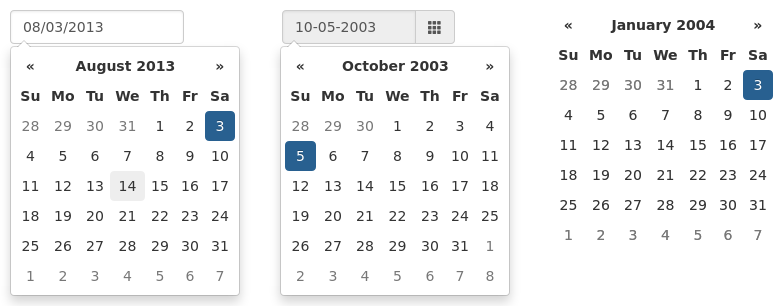 08/03/2013
« August 2013 »
Su Mo Tu We Th Fr Sa
28 29 30 31 1 2 3
4 5 6 7 8 9 10
11 12 13 14 15 16 17
18 19 20 21 22 23 24
25 26 27 28 29 30 31
1 2 3 4 5 6 7
10-05-2003
« October 2003 »
Su Mo Tu We Th Fr Sa
28 29 30 1 2 3 4
5 6 7 8 9 10 11
12 13 14 15 16 17 18
19 20 21 22 23 24 25
26 27 28 29 30 31 1
2 3 4 5 6 7 8
« January 2004 »
Su Mo Tu We Th Fr Sa
28 29 30 31 1 2 3
4 5 6 7 8 9 10
11 12 13 14 15 16 17
18 19 20 21 22 23 24
25 26 27 28 29 30 31
1 2 3 4 5 6 7